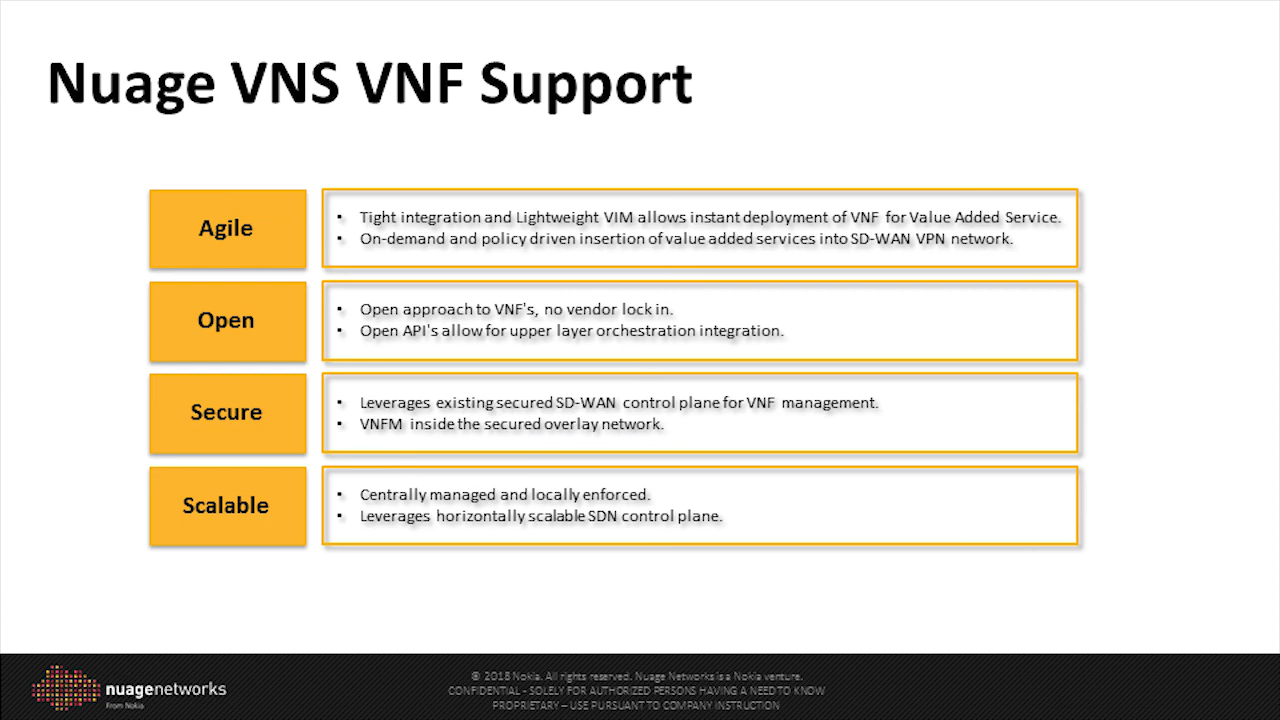 Nuage VNS VNF Support
Agile
• Tight integration and Lightweight VIM allows instant deployment of VNF for Value Added Service.
• On-demand and policy driven insertion of value added services into SD-WAN VPN network.
Open
• Open approach to VNF's, no vendor lock in.
• Open API's allow for upper layer orchestration integration.
Secure
• Leverages existing secured SD-WAN control plane for VNF management.
• VNFM inside the secured overlay network.
Scalable
• Centrally managed and locally enforced.
• Leverages horizontally scalable SDN control plane.
nuagenetworks
From Nokia
© 2018 Nokia. All rights reserved. Nuage Networks is a Nokia venture.
CONFIDENTIAL - SOLELY FOR AUTHORIZED PERSONS HAVING A NEED TO KNOW
PROPRIETARY – USE PURSUANT TO COMPANY INSTRUCTION